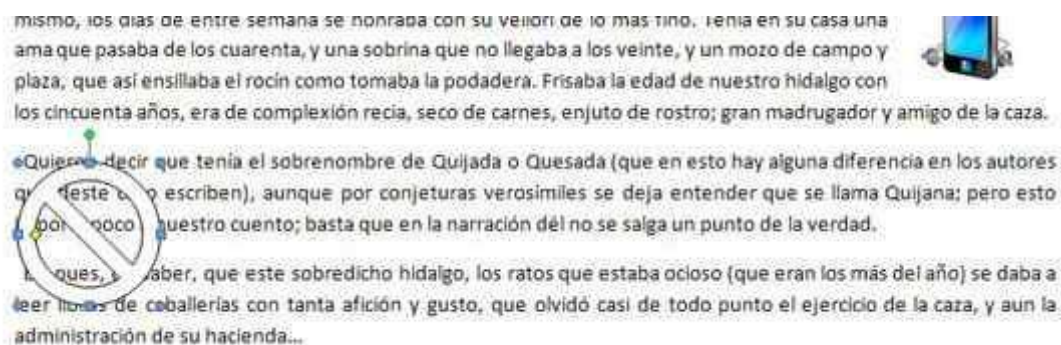 mismo, los días de entre semana se honraba con su vellori de lo más fino. Tenía en su casa una
ama que pasaba de los cuarenta, y una sobrina que no llegaba a los veinte, y un mozo de campo y
plaza, que así ensillaba el rocín como tomaba la podadera. Frisaba la edad de nuestro hidalgo con
los cincuenta años, era de complexión recia, seco de carnes, enjuto de rostro; gran madrugador y amigo de la caza.
decir que tenía el sobrenombre de Quijada o Quesada (que en esto hay alguna diferencia en los autores
escriben), aunque por conjeturas verosímiles se deja entender que se llama Quijana; pero esto
poco nuestro cuento; basta que en la narración dél no se salga un punto de la verdad.
que este sobredicho hidalgo, los ratos que estaba ocioso (que eran los más del año) se daba a
leer de caballerías con tanta afición y gusto, que olvidó casi de todo punto el ejercicio de la caza, y aun la
administración de su hacienda...